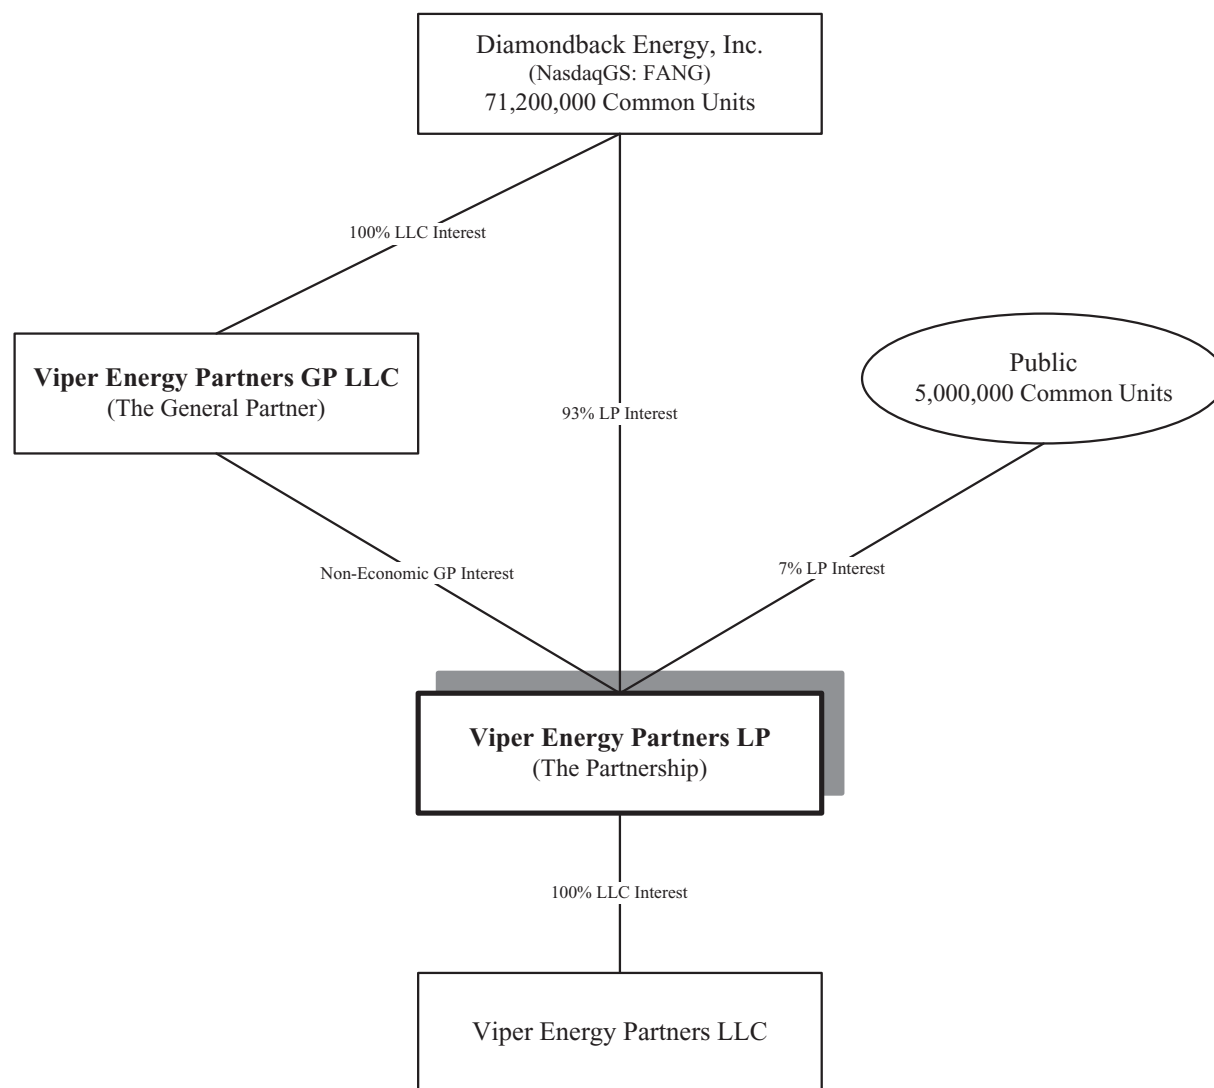 Diamondback Energy, Inc.
(NasdaqGS: FANG)
71,200,000 Common Units
100% LLC Interest
Viper Energy Partners GP LLC
(The General Partner)
Public
5,000,000 Common Units
93% LP Interest
Non-Economic GP Interest
7% LP Interest
Viper Energy Partners LP
(The Partnership)
100% LLC Interest
Viper Energy Partners LLC